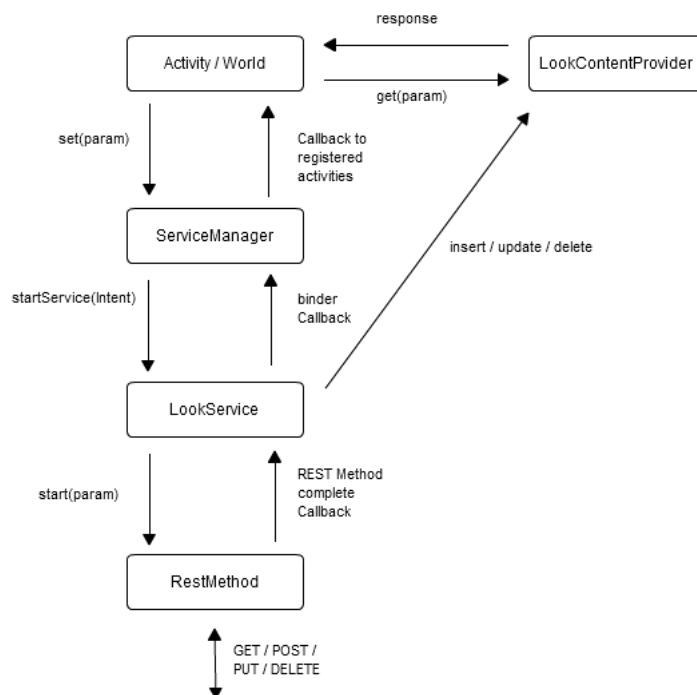 response
Activity / World
LookContentProvider
get(param)
set(param)
Callback to
registered
activities
ServiceManager
insert / update / delete
startService(Intent)
binder
Callback
LookService
REST Method
complete
Callback
start(param)
RestMethod
GET / POST /
PUT / DELETE